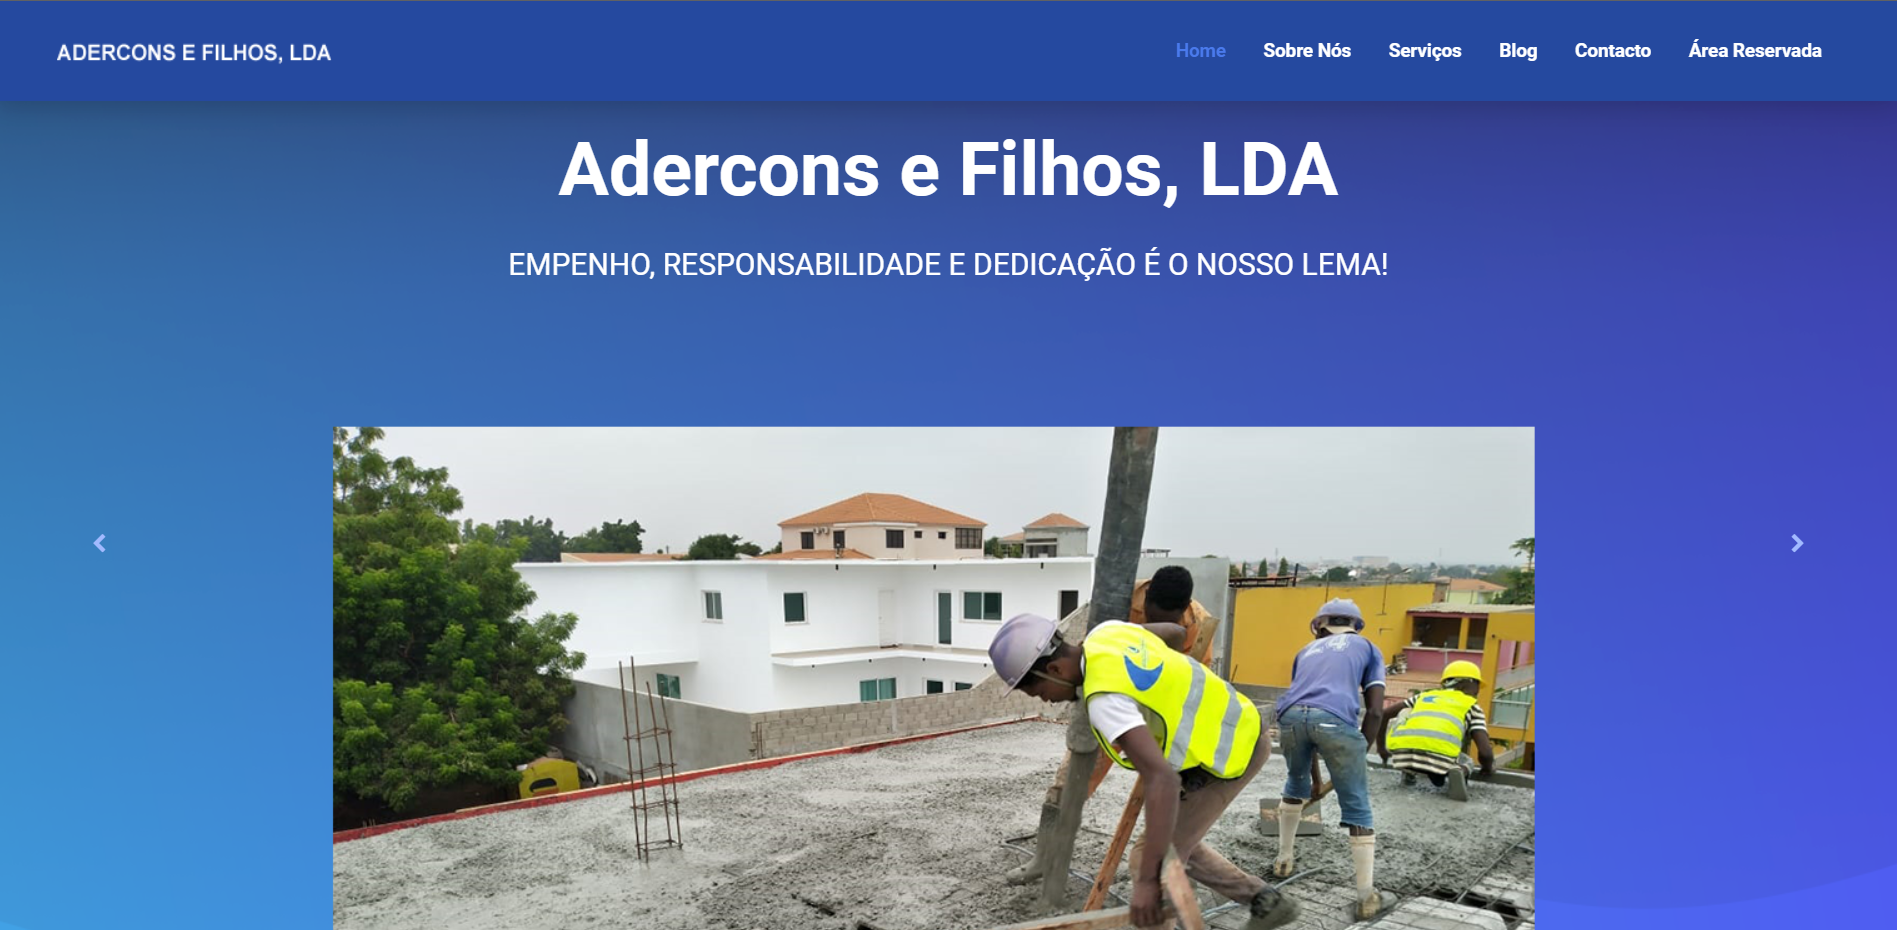 ADERCONS E FILHOS, LDA
Home Sobre Nós Serviços Blog Contacto Área Reservada
Adercons e Filhos, LDA
EMPENHO, RESPONSABILIDADE E DEDICAÇÃO É O NOSSO LEMA!
24